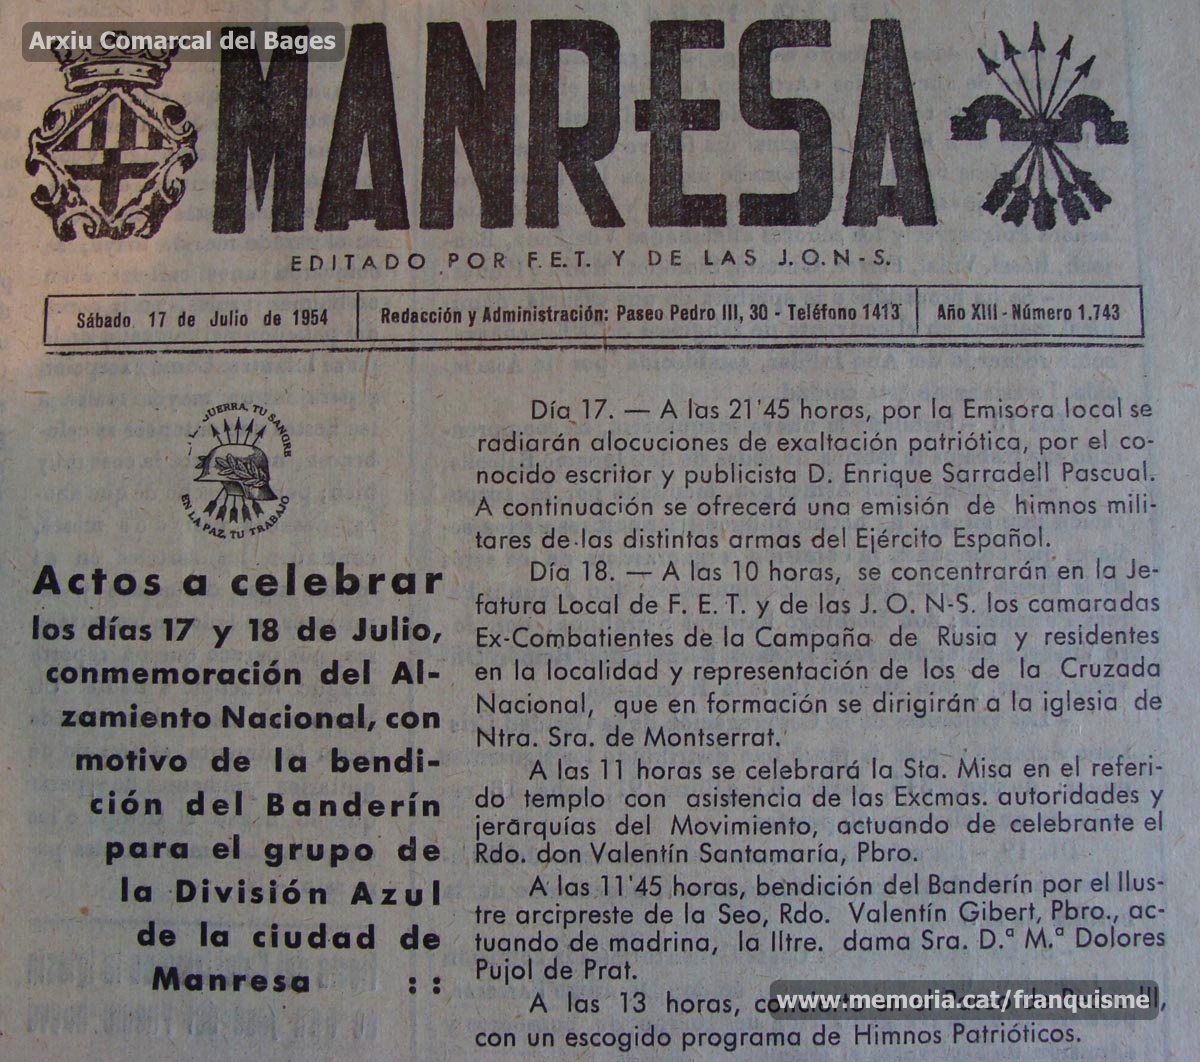 Arxiu Comarcal del Bages
MANRESA
EDITADO POR F.E.T. Y DE LAS J.O.N-S.
Sábado 17 de Julio de 1954
Redacción y Administración: Paseo Pedro III, 30 - Teléfono 1413
Año XIII - Número 1.743
GUERRA, TU SANGRE
EN LA PAZ, TU TRABAJO
Actos a celebrar
los días 17 y 18 de Julio,
conmemoración del Al-
zamiento Nacional, con
motivo de la bendi-
ción del Banderín
para el grupo de
la División Azul
de la ciudad de
Manresa : :
Día 17. — A las 21'45 horas, por la Emisora local se
radiarán alocuciones de exaltación patriótica, por el co-
nocido escritor y publicista D. Enrique Sarradell Pascual.
A continuación se ofrecerá una emisión de himnos mili-
tares de las distintas armas del Ejército Español.
Día 18. — A las 10 horas, se concentrarán en la Je-
fatura Local de F. E. T. y de las J. O. N-S. los camaradas
Ex-Combatientes de la Campaña de Rusia y residentes
en la localidad y representación de los de la Cruzada
Nacional, que en formación se dirigirán a la iglesia de
Ntra. Sra. de Montserrat.
A las 11 horas se celebrará la Sta. Misa en el referi-
do templo con asistencia de las Excmas. autoridades y
jerarquías del Movimiento, actuando de celebrante el
Rdo. don Valentín Santamaría, Pbro.
A las 11'45 horas, bendición del Banderín por el Ilus-
tre arcipreste de la Seo, Rdo. Valentín Gibert, Pbro., ac-
tuando de madrina, la Iltre. dama Sra. D.ª M.ª Dolores
Pujol de Prat.
A las 13 horas, concierto en el Paseo de Pedro III,
con un escogido programa de Himnos Patrióticos.
www.memoria.cat/franquisme